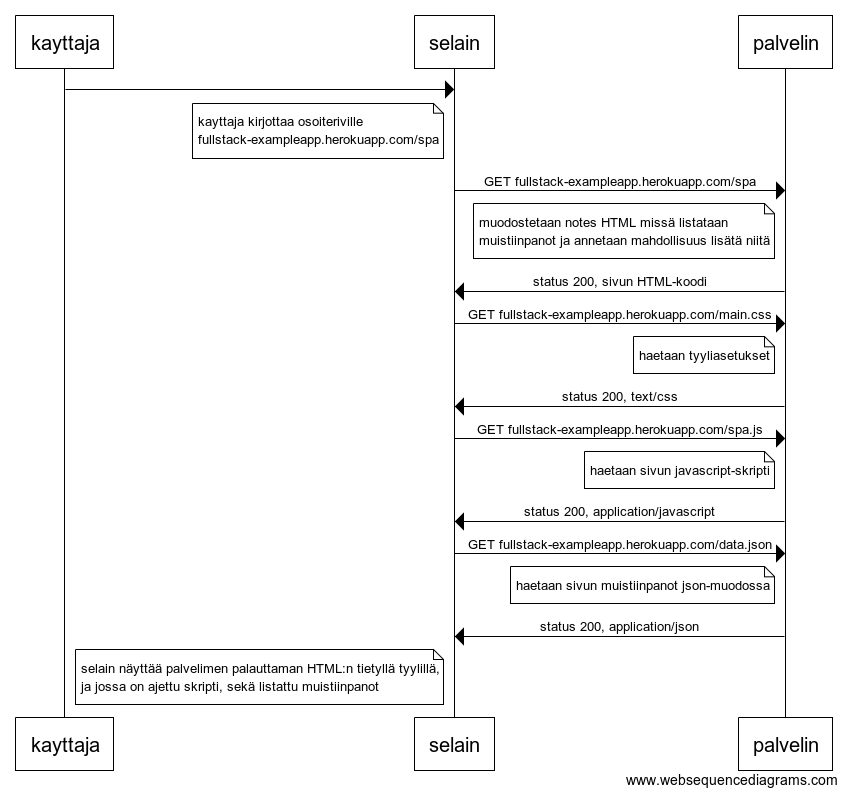 kayttaja
selain
palvelin
kayttaja kirjottaa osoiteriville
fullstack-exampleapp.herokuapp.com/spa
GET fullstack-exampleapp.herokuapp.com/spa
muodostetaan notes HTML missä listataan
muistiinpanot ja annetaan mahdollisuus lisätä niitä
status 200, sivun HTML-koodi
GET fullstack-exampleapp.herokuapp.com/main.css
haetaan tyyliasetukset
status 200, text/css
GET fullstack-exampleapp.herokuapp.com/spa.js
haetaan sivun javascript-skripti
status 200, application/javascript
GET fullstack-exampleapp.herokuapp.com/data.json
haetaan sivun muistiinpanot json-muodossa
status 200, application/json
selain näyttää palvelimen palauttaman HTML:n tietyllä tyylillä,
ja jossa on ajettu skripti, sekä listattu muistiinpanot
kayttaja
selain
palvelin
www.websequencediagrams.com